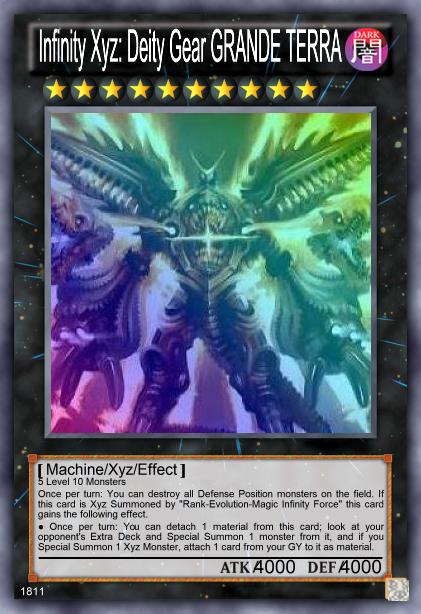 Infinity Xyz: Deity Gear GRANDE TERRA
DARK
闇
[ Machine/Xyz/Effect ]
5 Level 10 Monsters
Once per turn: You can destroy all Defense Position monsters on the field. If
this card is Xyz Summoned by "Rank-Evolution-Magic Infinity Force" this card
gains the following effect.
● Once per turn: You can detach 1 material from this card; look at your
opponent's Extra Deck and Special Summon 1 monster from it, and if you
Special Summon 1 Xyz Monster, attach 1 card from your GY to it as material.
ATK 4000 DEF 4000
1811